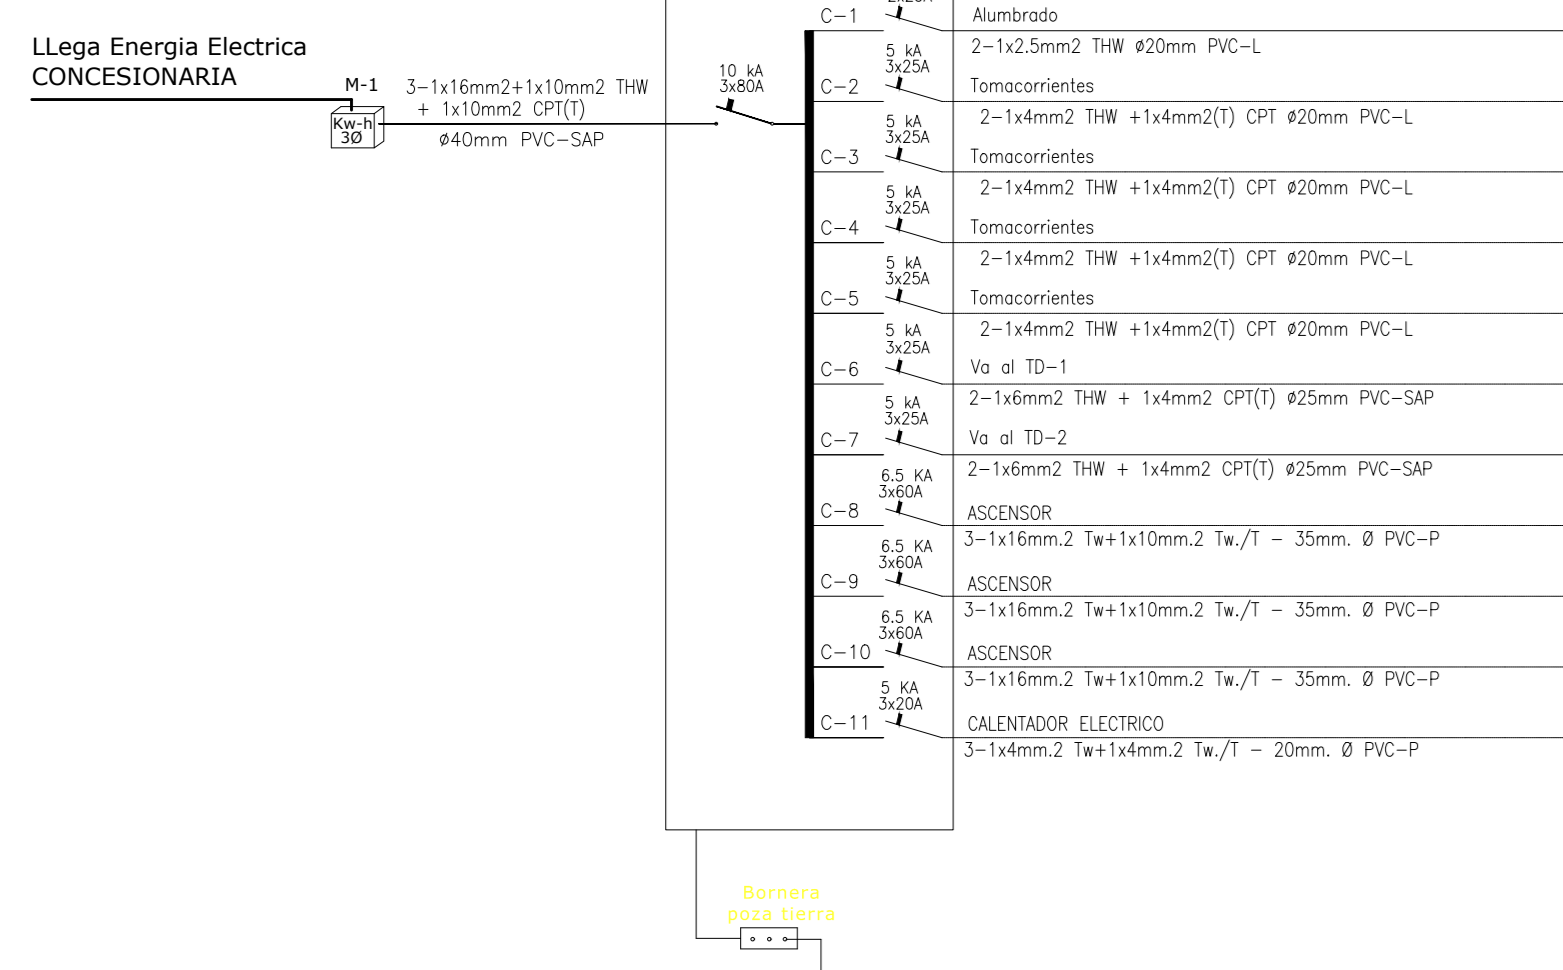 LLega Energia Electrica
CONCESIONARIA
M-1
Kw-h
3Ø
3-1x16mm2+1x10mm2 THW
+ 1x10mm2 CPT(T)
ø40mm PVC-SAP
10 kA
3x80A
C-1
Alumbrado
2-1x2.5mm2 THW ø20mm PVC-L
5 kA
3x25A
C-2
Tomacorrientes
2-1x4mm2 THW +1x4mm2(T) CPT ø20mm PVC-L
5 kA
3x25A
C-3
Tomacorrientes
2-1x4mm2 THW +1x4mm2(T) CPT ø20mm PVC-L
5 kA
3x25A
C-4
Tomacorrientes
2-1x4mm2 THW +1x4mm2(T) CPT ø20mm PVC-L
5 kA
3x25A
C-5
Tomacorrientes
2-1x4mm2 THW +1x4mm2(T) CPT ø20mm PVC-L
5 kA
3x25A
C-6
Va al TD-1
2-1x6mm2 THW + 1x4mm2 CPT(T) ø25mm PVC-SAP
5 kA
3x25A
C-7
Va al TD-2
2-1x6mm2 THW + 1x4mm2 CPT(T) ø25mm PVC-SAP
6.5 KA
3x60A
C-8
ASCENSOR
3-1x16mm.2 Tw+1x10mm.2 Tw./T - 35mm. Ø PVC-P
6.5 KA
3x60A
C-9
ASCENSOR
3-1x16mm.2 Tw+1x10mm.2 Tw./T - 35mm. Ø PVC-P
6.5 KA
3x60A
C-10
ASCENSOR
3-1x16mm.2 Tw+1x10mm.2 Tw./T - 35mm. Ø PVC-P
5 KA
3x20A
C-11
CALENTADOR ELECTRICO
3-1x4mm.2 Tw+1x4mm.2 Tw./T - 20mm. Ø PVC-P
Bornera
poza tierra